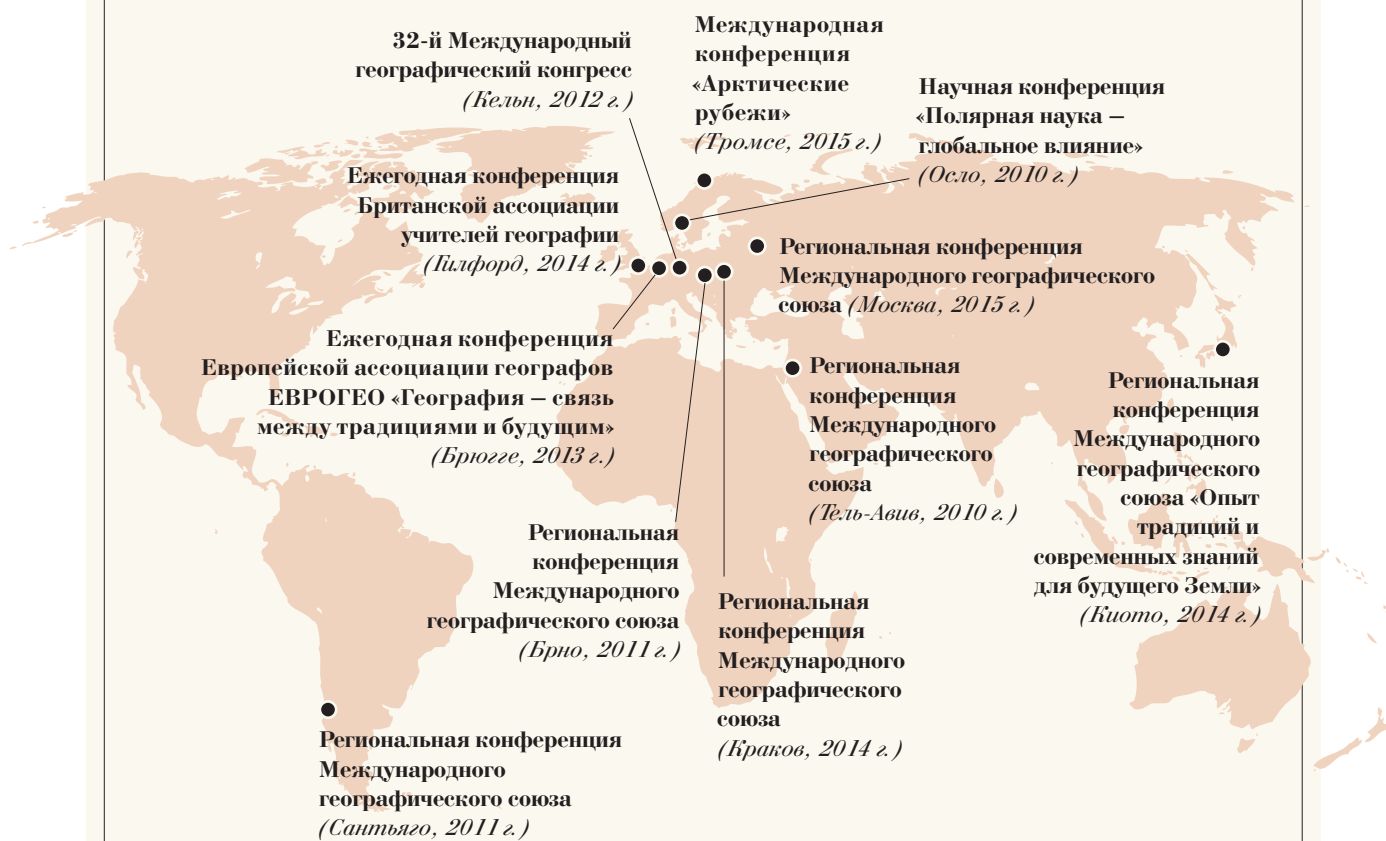 32-й Международный
географический конгресс
(Кельн, 2012 г.)
Международная
конференция
«Арктические
рубежи»
(Тромсе, 2015 г.)
Научная конференция
«Полярная наука –
глобальное влияние»
(Осло, 2010 г.)
Ежегодная конференция
Британской ассоциации
учителей географии
(Гилфорд, 2014 г.)
Региональная конференция
Международного географического
союза (Москва, 2015 г.)
Ежегодная конференция
Европейской ассоциации географов
ЕВРОГЕО «География – связь
между традициями и будущим»
(Брюгге, 2013 г.)
Региональная
конференция
Международного
географического
союза
(Тель-Авив, 2010 г.)
Региональная
конференция
Международного
географического
союза «Опыт
традиций и
современных знаний
для будущего Земли»
(Киото, 2014 г.)
Региональная
конференция
Международного
географического союза
(Брно, 2011 г.)
Региональная
конференция
Международного
географического
союза
(Краков, 2014 г.)
Региональная конференция
Международного
географического союза
(Сантьяго, 2011 г.)